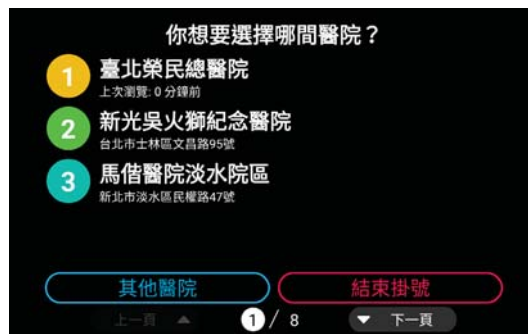 你想要選擇哪間醫院？
1 臺北榮民總醫院
上次瀏覽: 0 分鐘前
2 新光吳火獅紀念醫院
台北市士林區文昌路95號
3 馬偕醫院淡水院區
新北市淡水區民權路47號
其他醫院 結束掛號
上一頁 ▲ 1 / 8 ▼ 下一頁